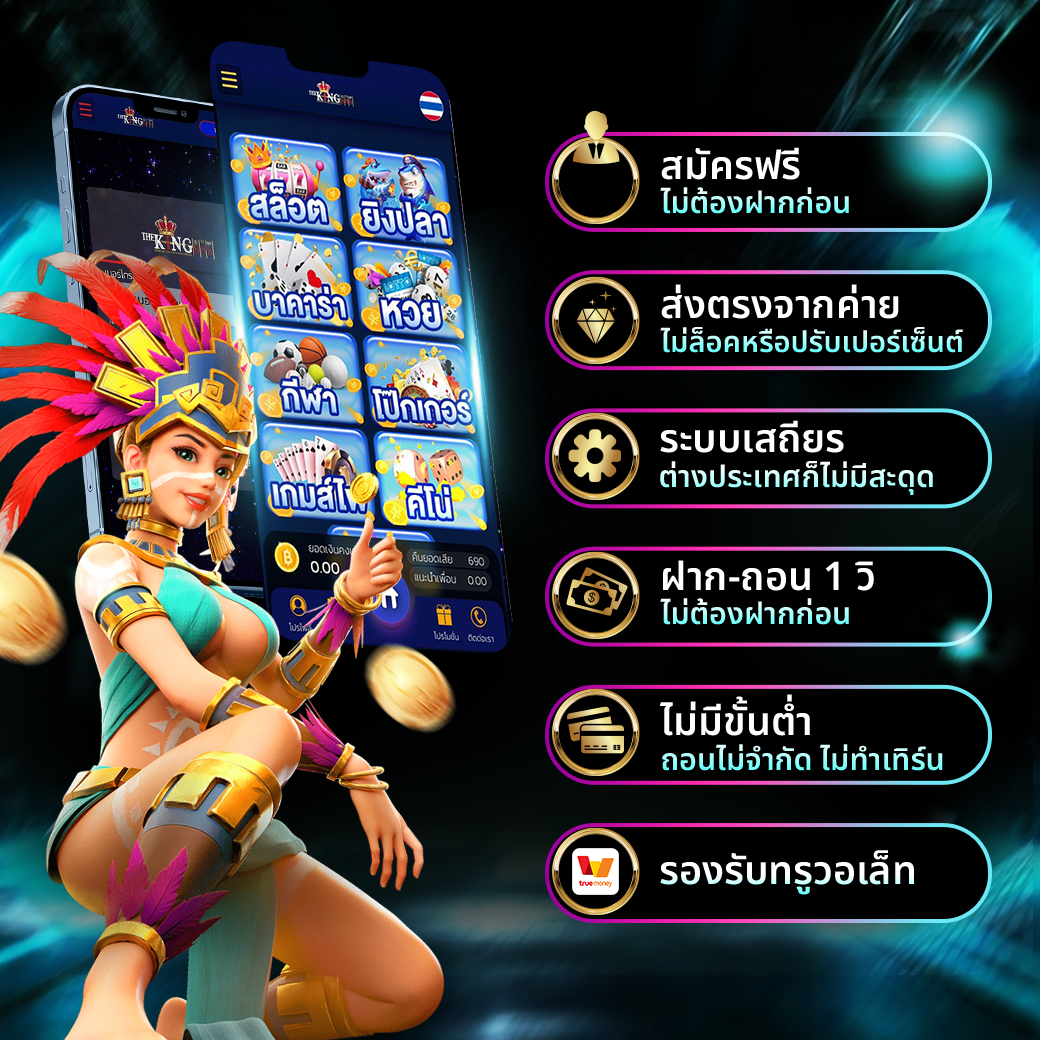 THE KING
THE KING
THE KING
สล็อต
ยิงปลา
บาคาร่า
หวย
กีฬา
โป๊กเกอร์
เกมส์ไพ่
คีโน่
ยอดเงินคงเ
0.00
คืนยอดเสีย 690
แนะนำเพื่อน 0.00
โปรไฟล์
โปรโมชั่น
ติดต่อเรา
สมัครฟรี
ไม่ต้องฝากก่อน
ส่งตรงจากค่าย
ไม่ล็อคหรือปรับเปอร์เซ็นต์
ระบบเสถียร
ต่างประเทศก็ไม่มีสะดุด
ฝาก-ถอน 1 วิ
ไม่ต้องฝากก่อน
ไม่มีขั้นต่ำ
ถอนไม่จำกัด ไม่ทำเทิร์น
true money
รองรับทรูวอเล็ท